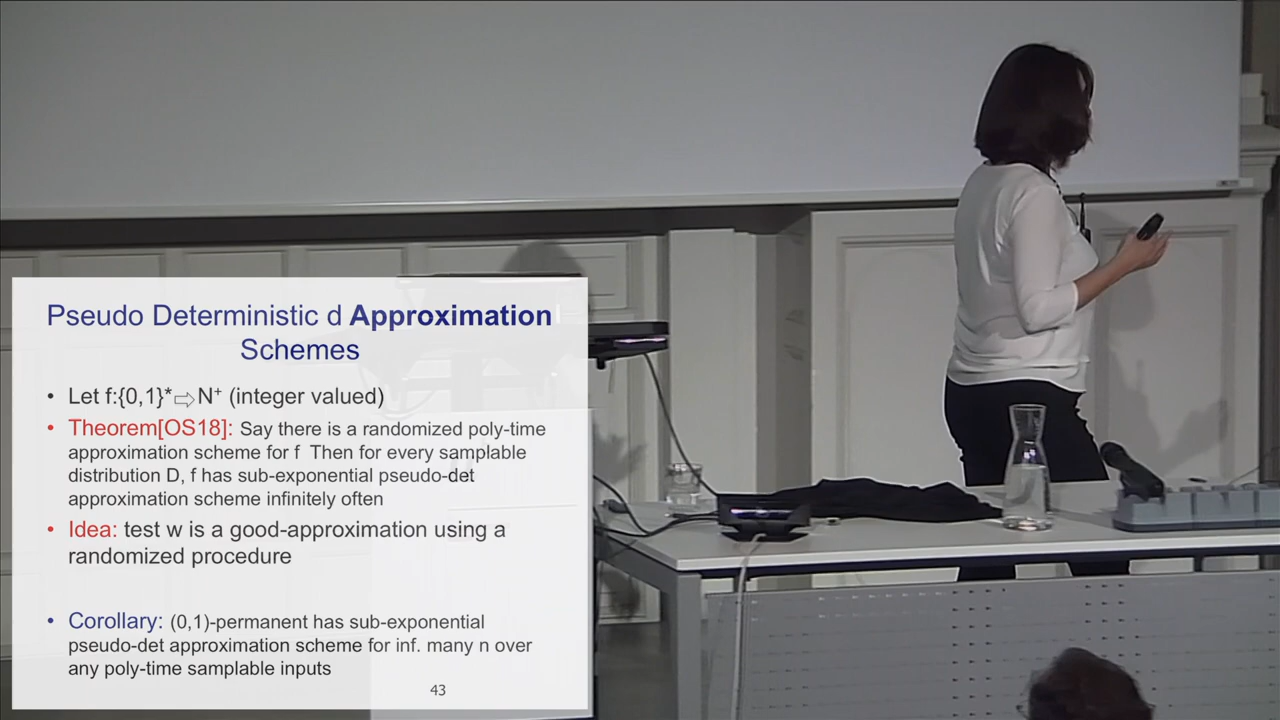 Pseudo Deterministic d Approximation
Schemes
• Let f:{0,1}*⇨N⁺ (integer valued)
• Theorem[OS18]: Say there is a randomized poly-time
approximation scheme for f Then for every samplable
distribution D, f has sub-exponential pseudo-det
approximation scheme infinitely often
• Idea: test w is a good-approximation using a
randomized procedure
• Corollary: (0,1)-permanent has sub-exponential
pseudo-det approximation scheme for inf. many n over
any poly-time samplable inputs
43